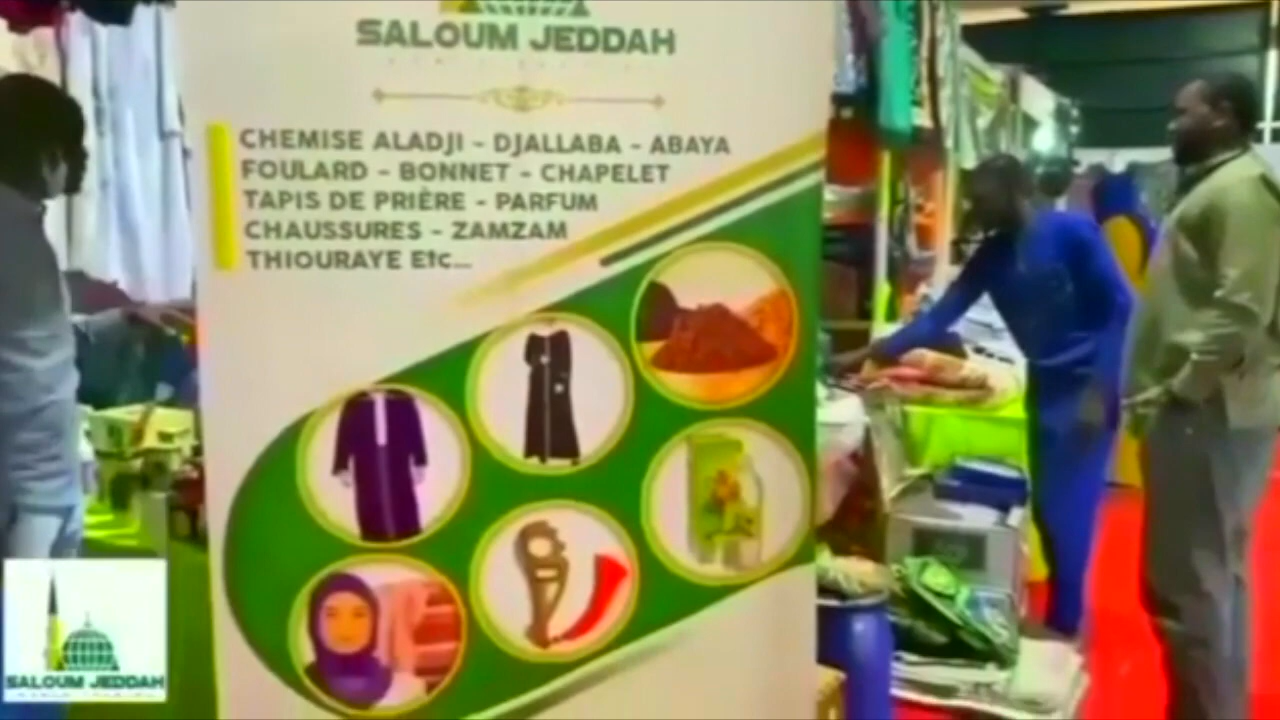 SALOUM JEDDAH
CHEMISE ALADJI - DJALLABA - ABAYA
FOULARD - BONNET - CHAPELET
TAPIS DE PRIÈRE - PARFUM
CHAUSSURES - ZAMZAM
THIOURAYE Etc...
SALOUM JEDDAH